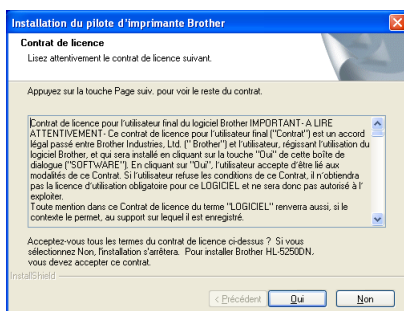 Installation du pilote d'imprimante Brother
Contrat de licence
Lisez attentivement le contrat de licence suivant.
Appuyez sur la touche Page suiv. pour voir le reste du contrat.
Contrat de licence pour l'utilisateur final du logiciel Brother IMPORTANT- A LIRE
ATTENTIVEMENT- Ce contrat de licence pour l'utilisateur final ("Contrat") est un accord
légal passé entre Brother Industries, Ltd. (" Brother") et l'utilisateur, régissant l'utilisation du
logiciel Brother, et qui sera installé en cliquant sur la touche "Oui" de cette boîte de
dialogue ("SOFTWARE"). En cliquant sur "Oui", l'utilisateur accepte d'être lié aux
modalités de ce Contrat. Si l'utilisateur refuse les conditions de ce Contrat, il n'obtiendra
pas la licence d'utilisation obligatoire pour ce LOGICIEL et ne sera donc pas autorisé à l'
exploiter.
Toute mention dans ce Contrat de licence du terme "LOGICIEL" renverra aussi, si le
contexte le permet, au support sur lequel il est enregistré.
Acceptez-vous tous les termes du contrat de licence ci-dessus ? Si vous
sélectionnez Non, l'installation s'arrêtera. Pour installer Brother HL-5250DN,
vous devez accepter ce contrat.
InstallShield
< Précédent Oui Non